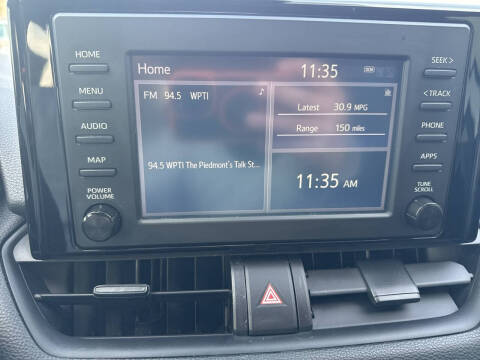 HOME
MENU
AUDIO
MAP
POWER
VOLUME
Home
11:35
FM 94.5 WPTI
94.5 WPTI The Piedmont's Talk St...
Latest 30.9 MPG
Range 150 miles
11:35 AM
SEEK >
< TRACK
PHONE
APPS
TUNE
SCROLL